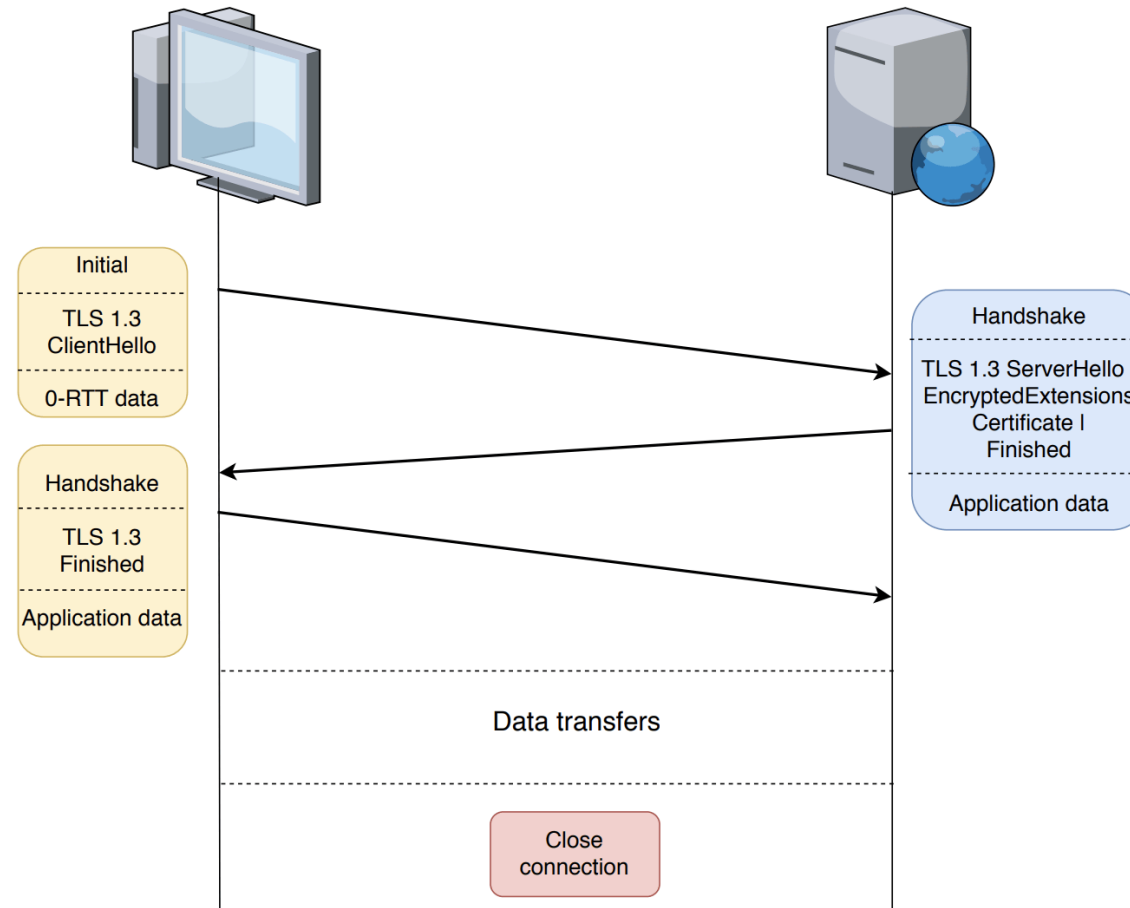 Initial
TLS 1.3
ClientHello
0-RTT data
Handshake
TLS 1.3 ServerHello
EncryptedExtensions
Certificate l
Finished
Application data
Handshake
TLS 1.3
Finished
Application data
Data transfers
Close
connection